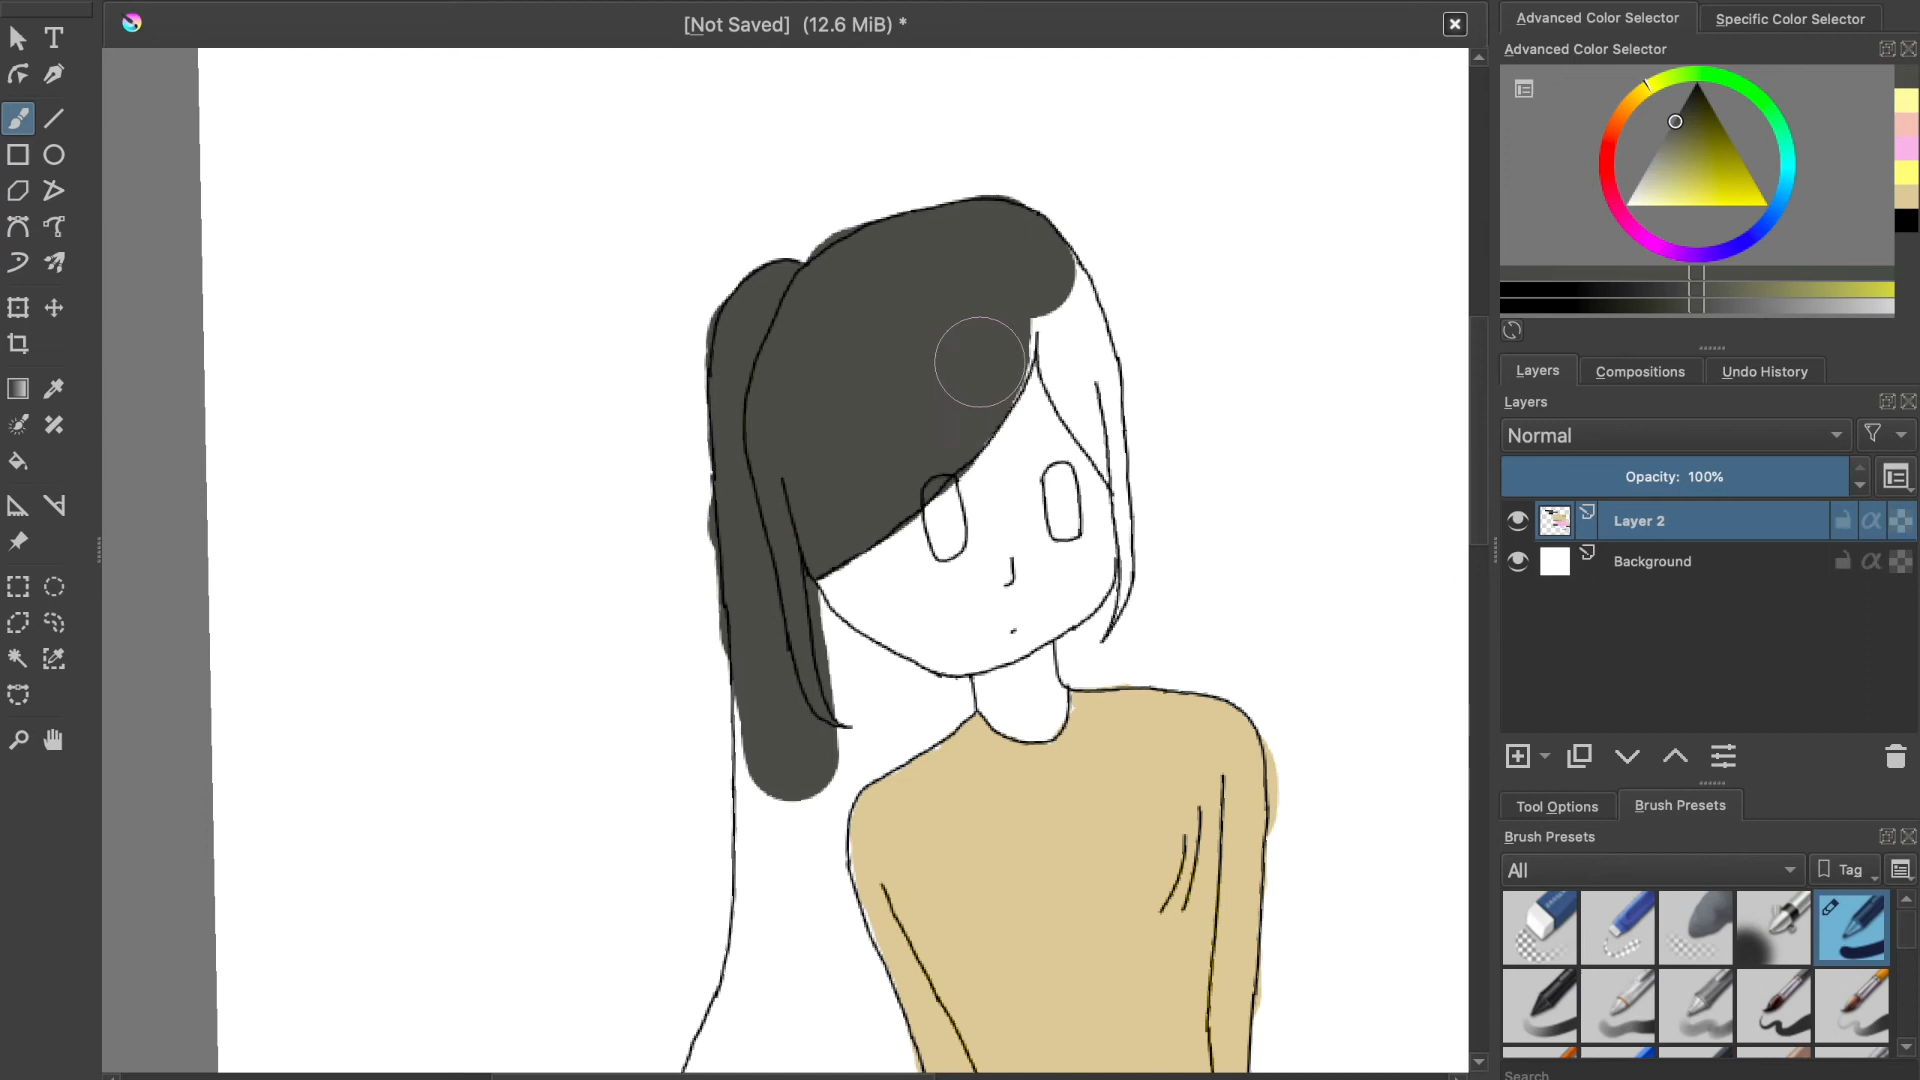 [Not Saved]  (12.6 MiB) *
Advanced Color Selector
Specific Color Selector
Advanced Color Selector
Layers
Compositions
Undo History
Layers
Normal
Opacity: 100%
Layer 2
Background
Tool Options
Brush Presets
Brush Presets
All
Tag
Search